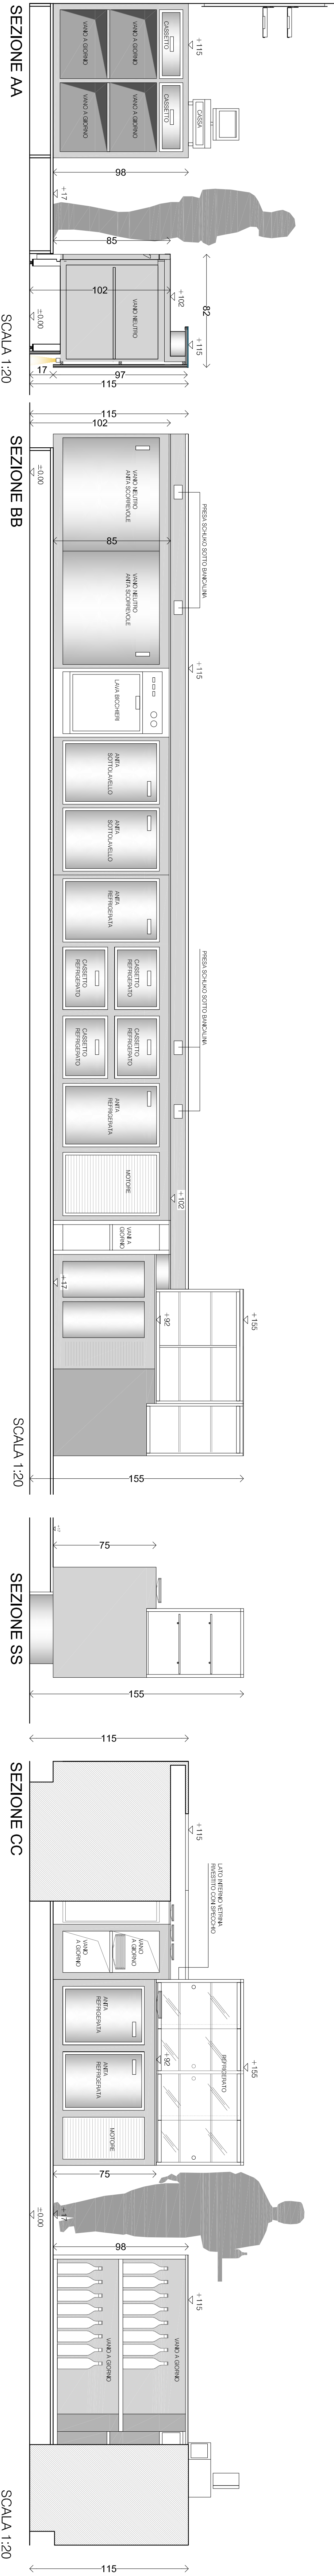 SEZIONE AA
SCALA 1:20
CASSETTO
CASSETTO
VANO A GIORNO
VANO A GIORNO
VANO A GIORNO
VANO A GIORNO
CASSA
+115
98
+17
85
102
±0,00
17
115
97
VANO NEUTRO
+102
+115
82
SEZIONE BB
115
102
±0,00
85
VANO NEUTRO
ANTA SCORREVOLE
VANO NEUTRO
ANTA SCORREVOLE
PRESA SCHUKO SOTTO BANCALINA
+115
LAVA BICCHIERI
ANTA
SOTTOLAVELLO
ANTA
SOTTOLAVELLO
ANTA
REFRIGERATA
CASSETTO
REFRIGERATO
CASSETTO
REFRIGERATO
CASSETTO
REFRIGERATO
CASSETTO
REFRIGERATO
PRESA SCHUKO SOTTO BANCALINA
ANTA
REFRIGERATA
MOTORE
+102
VANI A
GIORNO
+17
+92
+155
155
SCALA 1:20
SEZIONE SS
75
155
SEZIONE CC
115
+115
LATO INTERNO VETRINA
RIVESTITO CON SPECCHIO
VANO
A GIORNO
VANO
A GIORNO
ANTA
REFRIGERATA
ANTA
REFRIGERATA
MOTORE
REFRIGERATO
+92
+155
75
±0.00
+17
98
+115
VANO A GIORNO
VANO A GIORNO
115
SCALA 1:20